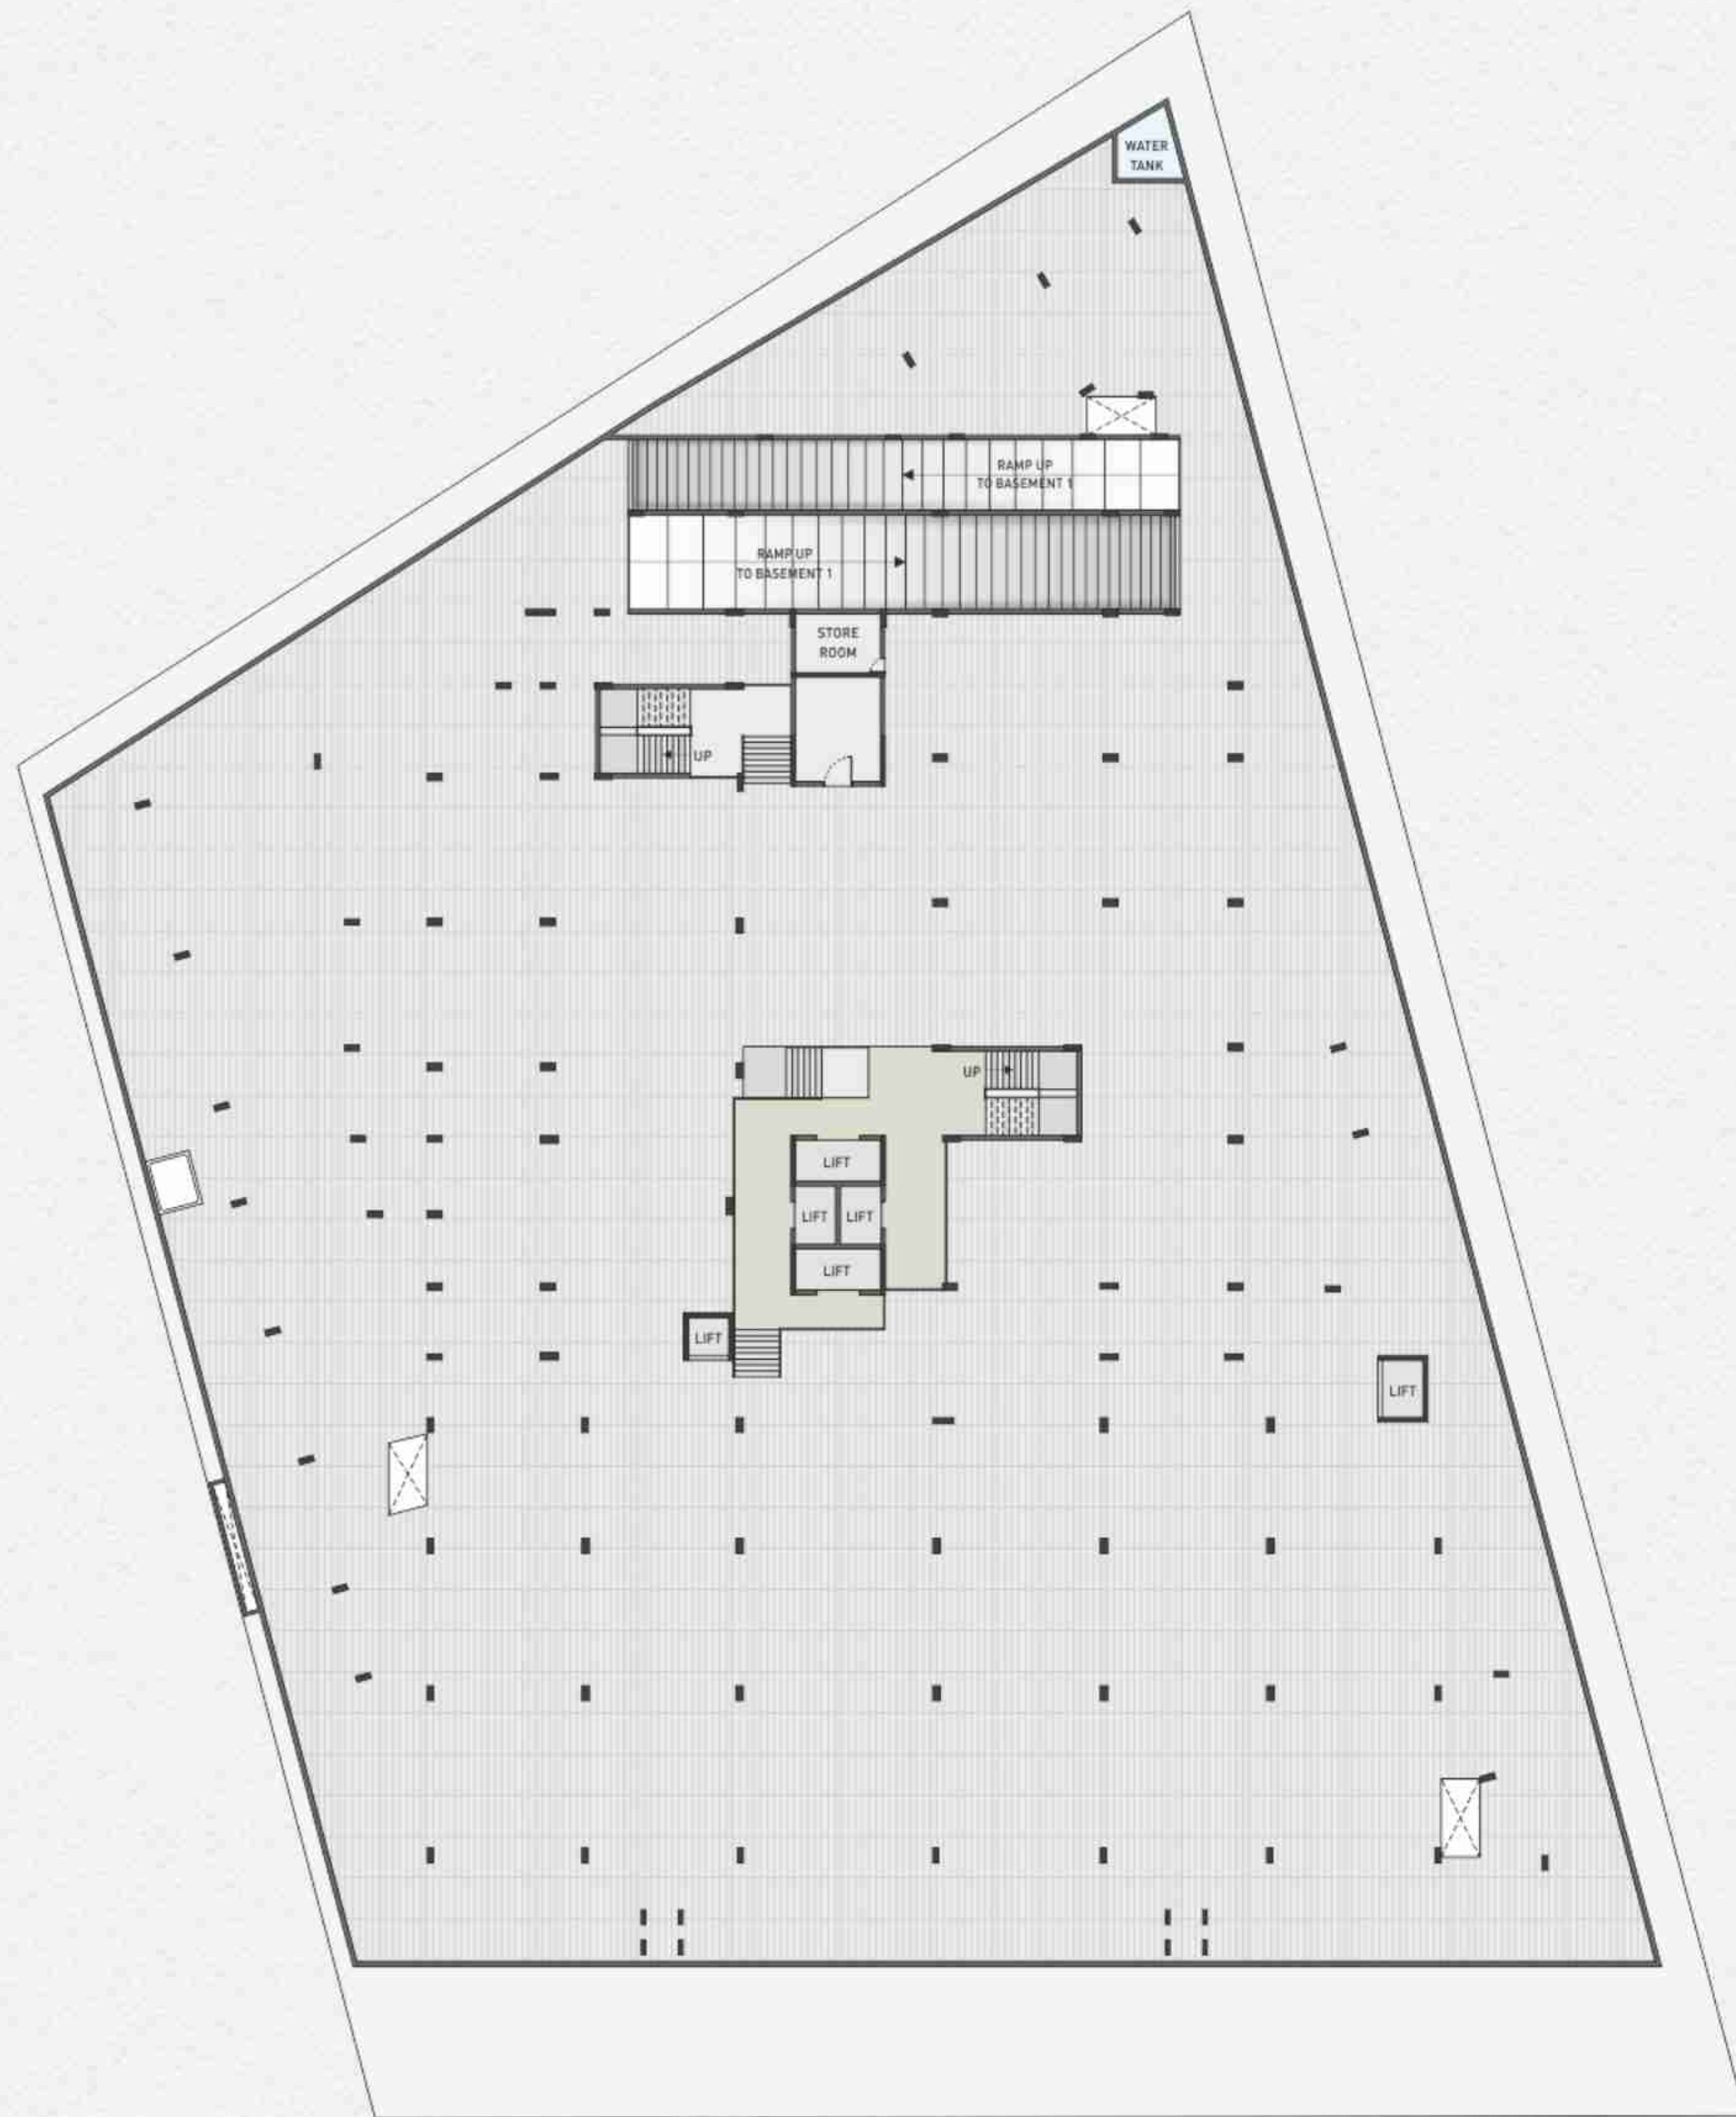 WATER
TANK
RAMP UP
TO BASEMENT 1
RAMP UP
TO BASEMENT 1
STORE
ROOM
UP
UP
LIFT
LIFT LIFT
LIFT
LIFT
LIFT